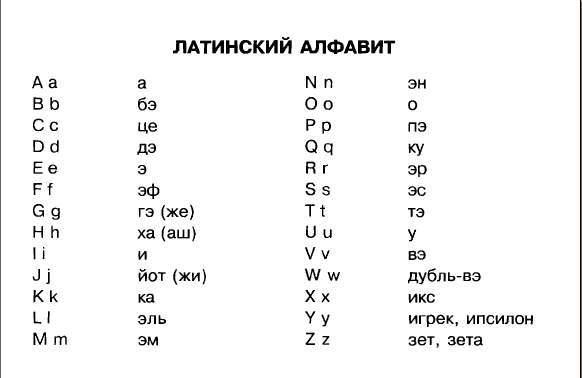 ЛАТИНСКИЙ АЛФАВИТ
A a а N n эн
B b бэ O o о
C c це P p пэ
D d дэ Q q ку
E e э R r эр
F f эф S s эс
G g гэ (же) T t тэ
H h ха (аш) U u у
I i и V v вэ
J j йот (жи) W w дубль-вэ
K k ка X x икс
L l эль Y y игрек, ипсилон
M m эм Z z зет, зета